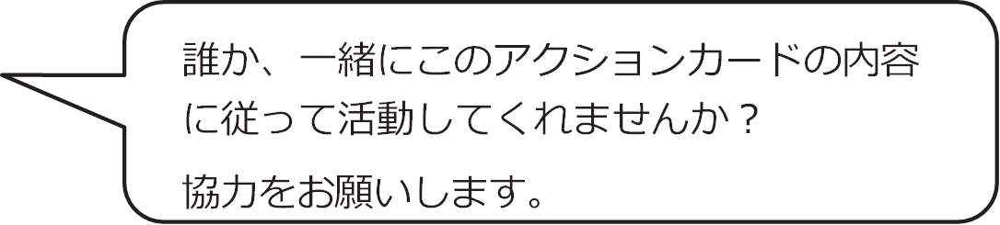 誰か、一緒にこのアクションカードの内容
に従って活動してくれませんか？
協力をお願いします。